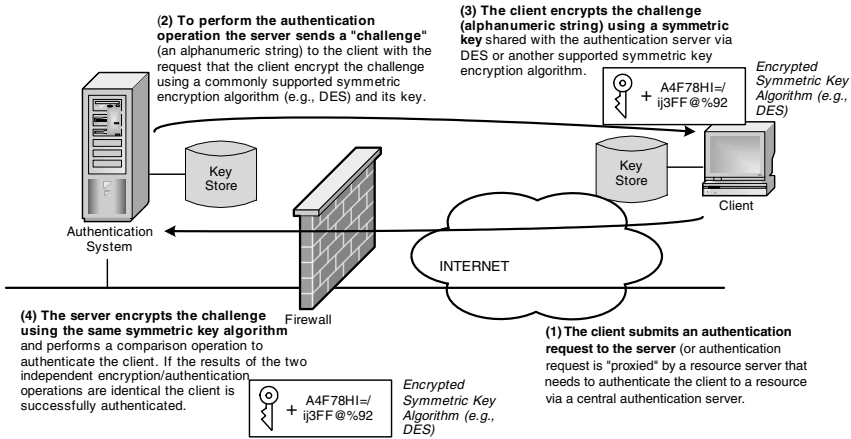 (2) To perform the authentication
operation the server sends a "challenge"
(an alphanumeric string) to the client with the
request that the client encrypt the challenge
using a commonly supported symmetric
encryption algorithm (e.g., DES) and its key.
(3) The client encrypts the challenge
(alphanumeric string) using a symmetric
key shared with the authentication server via
DES or another supported symmetric key
encryption algorithm.
+ A4F78HI=/
ij3FF@%92
Encrypted
Symmetric Key
Algorithm (e.g.,
DES)
Key
Store
Key
Store
Client
Authentication
System
INTERNET
Firewall
(4) The server encrypts the challenge
using the same symmetric key algorithm
and performs a comparison operation to
authenticate the client. If the results of the two
independent encryption/authentication
operations are identical the client is
successfully authenticated.
+ A4F78HI=/
ij3FF@%92
Encrypted
Symmetric Key
Algorithm (e.g.,
DES)
(1) The client submits an authentication
request to the server (or authentication
request is "proxied" by a resource server that
needs to authenticate the client to a resource
via a central authentication server.